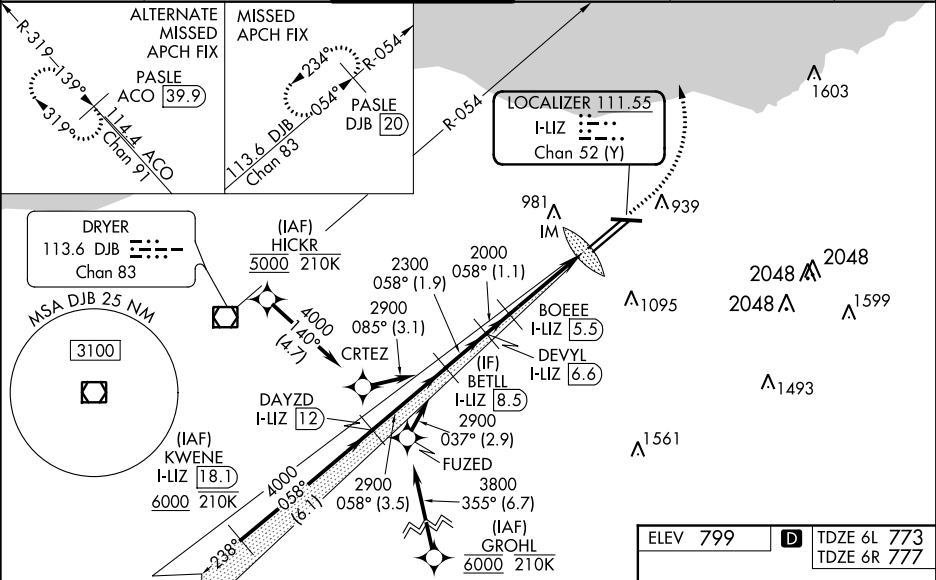 ALTERNATE
MISSED
APCH FIX
R-319
139°
319°
PASLE
ACO 39.9
114.4 ACO
Chan 91
MISSED
APCH FIX
234°
R-054
054°
PASLE
DJB 20
113.6 DJB
Chan 83
R-054
LOCALIZER 111.55
I-LIZ
Chan 52 (Y)
1603
981
939
IM
DRYER
113.6 DJB
Chan 83
(IAF)
HICKR
5000 210K
4000
140°
(4.7)
2900
085° (3.1)
2300
058° (1.9)
2000
058° (1.1)
2048
2048
2048
1599
1095
BOEEE
I-LIZ 5.5
DEVYL
I-LIZ 6.6
(IF)
BETLL
I-LIZ 8.5
CRTEZ
MSA DJB 25 NM
3100
DAYZD
I-LIZ 12
1493
1561
2900
037° (2.9)
FUZED
(IAF)
KWENE
I-LIZ 18.1
6000 210K
4000
058°
(6.1)
238°
2900
058° (3.5)
3800
355° (6.7)
(IAF)
GROHL
6000 210K
ELEV 799
D
TDZE 6L 773
TDZE 6R 777